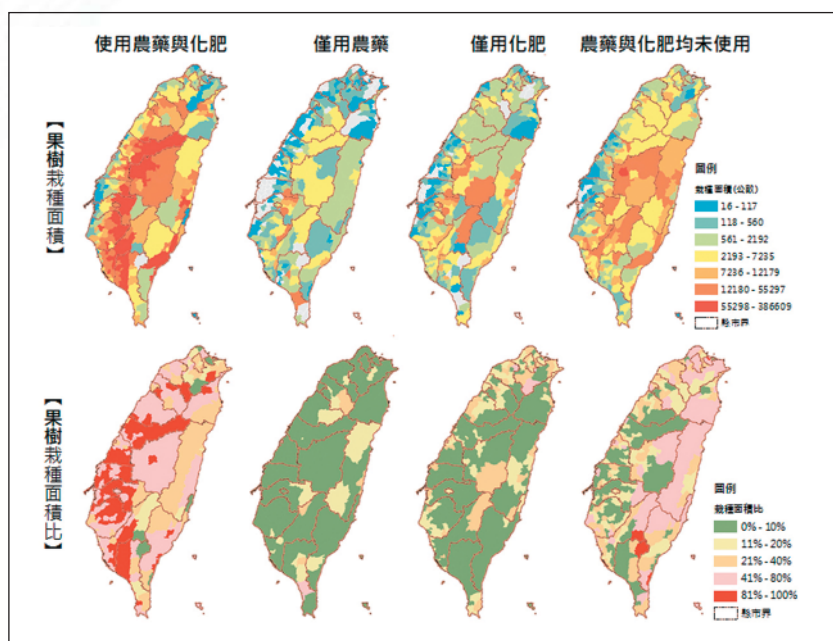 使用農藥與化肥 僅用農藥 僅用化肥 農藥與化肥均未使用
【果樹栽種面積】
圖例
栽種面積(公畝)
16 - 117
118 - 560
561 - 2192
2193 - 7235
7236 - 12179
12180 - 55297
55298 - 386609
縣市界
【果樹栽種面積比】
圖例
栽種面積比
0% - 10%
11% - 20%
21% - 40%
41% - 80%
81% - 100%
縣市界